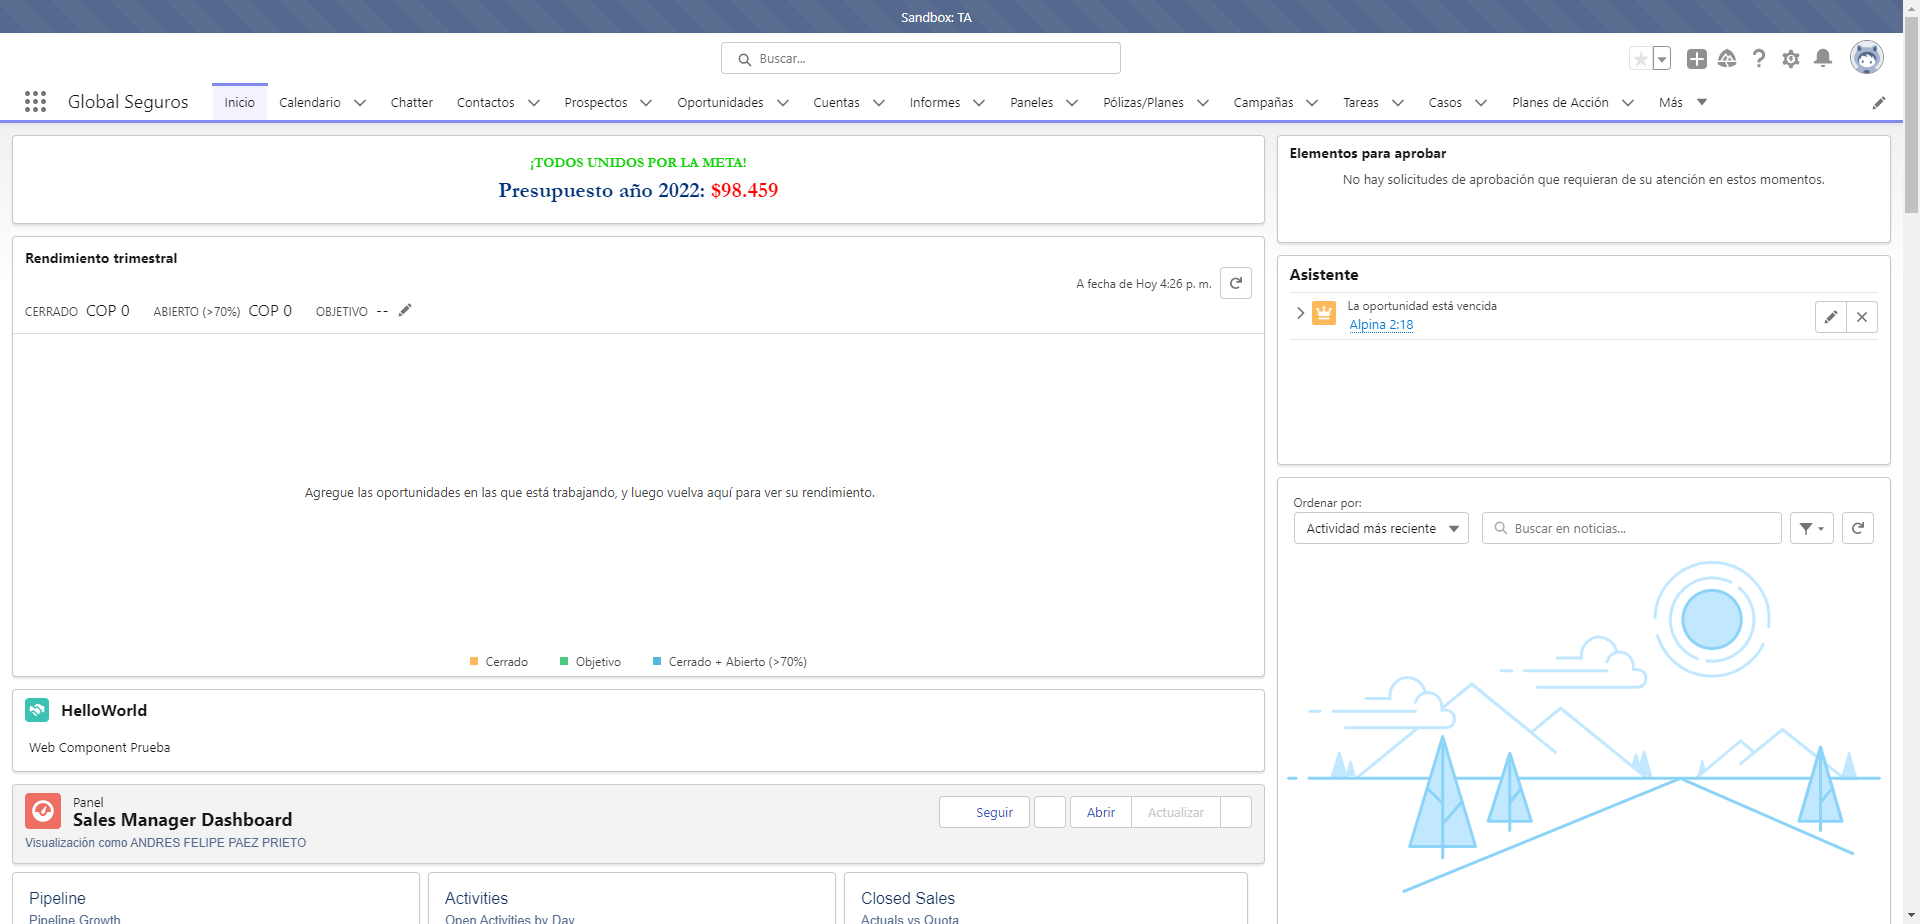 Sandbox: TA
Buscar...
Global Seguros
Inicio
Calendario
Chatter
Contactos
Prospectos
Oportunidades
Cuentas
Informes
Paneles
Pólizas/Planes
Campañas
Tareas
Casos
Planes de Acción
Más
¡TODOS UNIDOS POR LA META!
Presupuesto año 2022: $98.459
Rendimiento trimestral
A fecha de Hoy 4:26 p. m.
CERRADO COP 0 ABIERTO (>70%) COP 0 OBJETIVO --
Agregue las oportunidades en las que está trabajando, y luego vuelva aquí para ver su rendimiento.
Cerrado
Objetivo
Cerrado + Abierto (>70%)
HelloWorld
Web Component Prueba
Panel
Sales Manager Dashboard
Visualización como ANDRES FELIPE PAEZ PRIETO
Seguir
Abrir
Actualizar
Pipeline
Pipeline Growth
Activities
Open Activities by Day
Closed Sales
Actuals vs Quota
Elementos para aprobar
No hay solicitudes de aprobación que requieran de su atención en estos momentos.
Asistente
La oportunidad está vencida
Alpina 2:18
Ordenar por:
Actividad más reciente
Buscar en noticias...